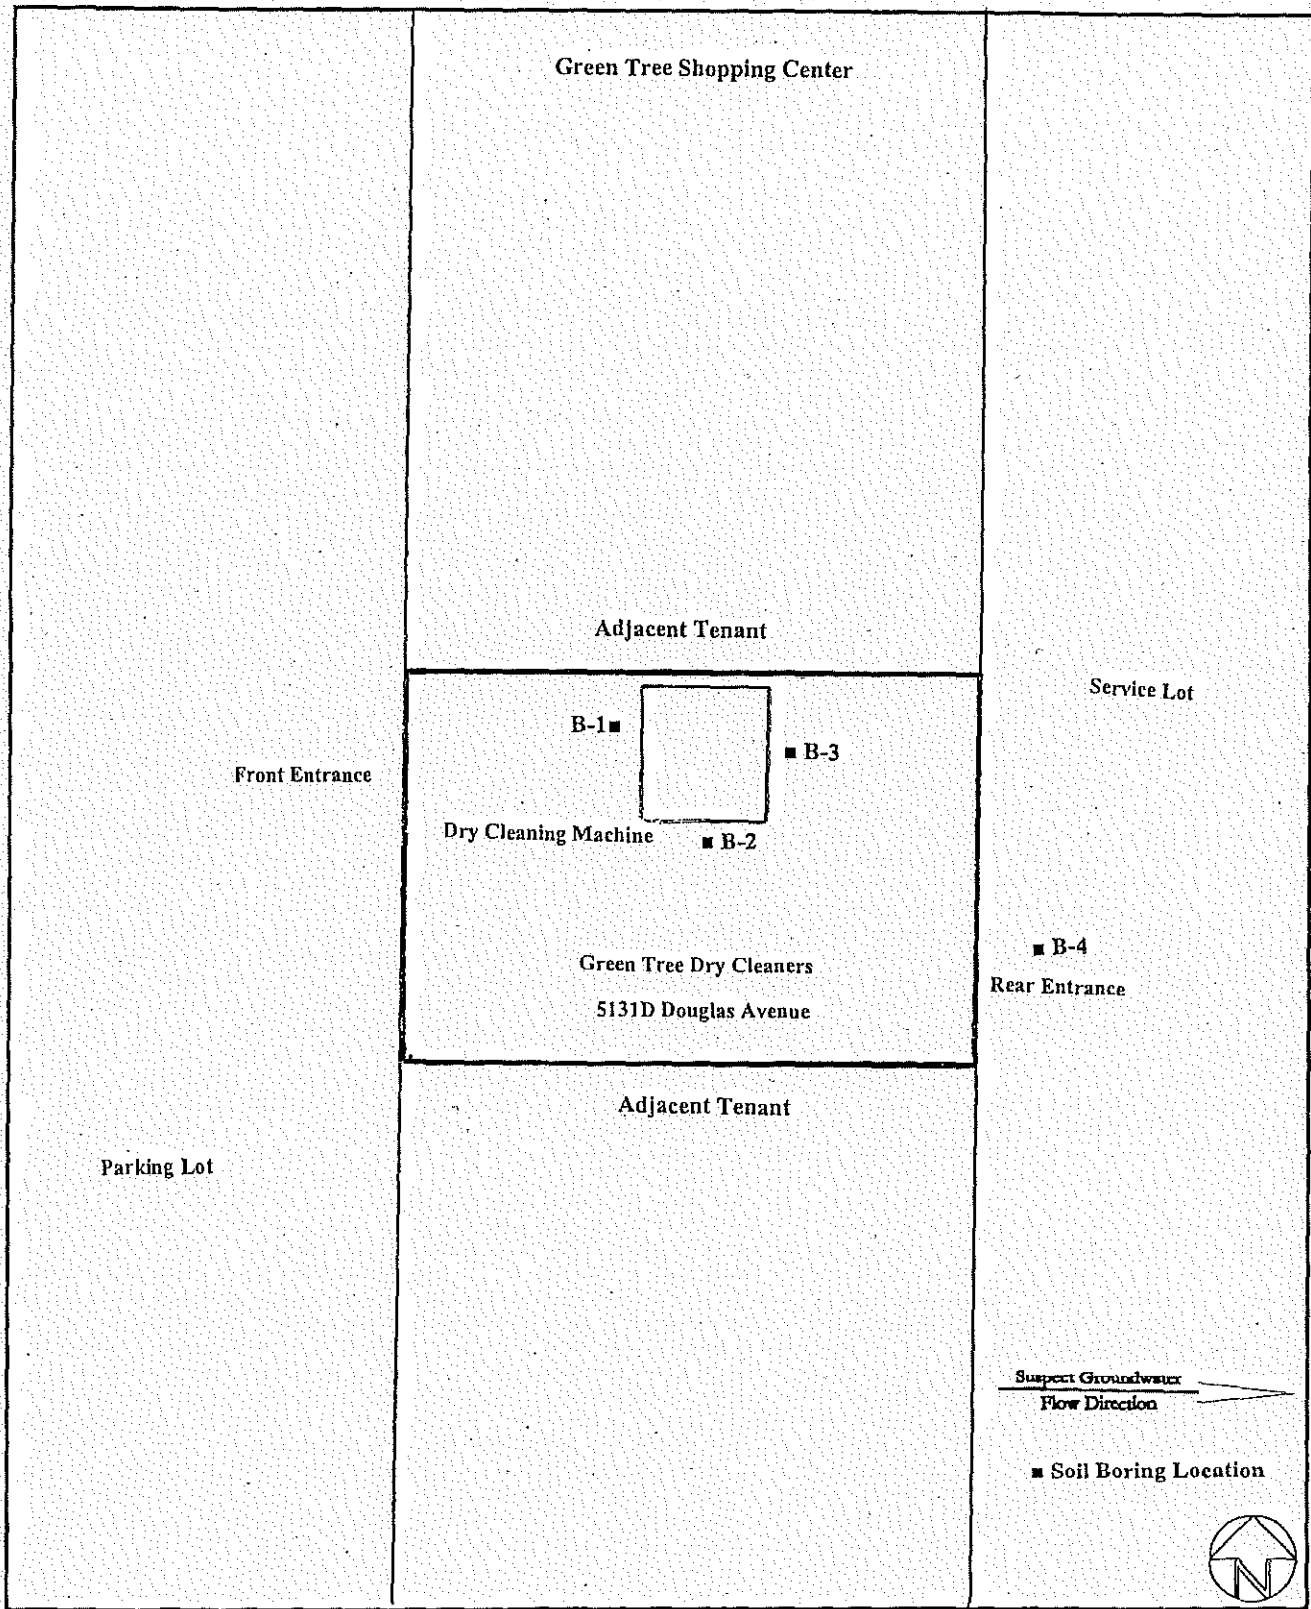 Green Tree Shopping Center
Adjacent Tenant
Service Lot
B-1
B-3
Front Entrance
Dry Cleaning Machine
B-2
B-4
Green Tree Dry Cleaners
Rear Entrance
5131D Douglas Avenue
Adjacent Tenant
Parking Lot
Suspect Groundwater
Flow Direction
Soil Boring Location
N